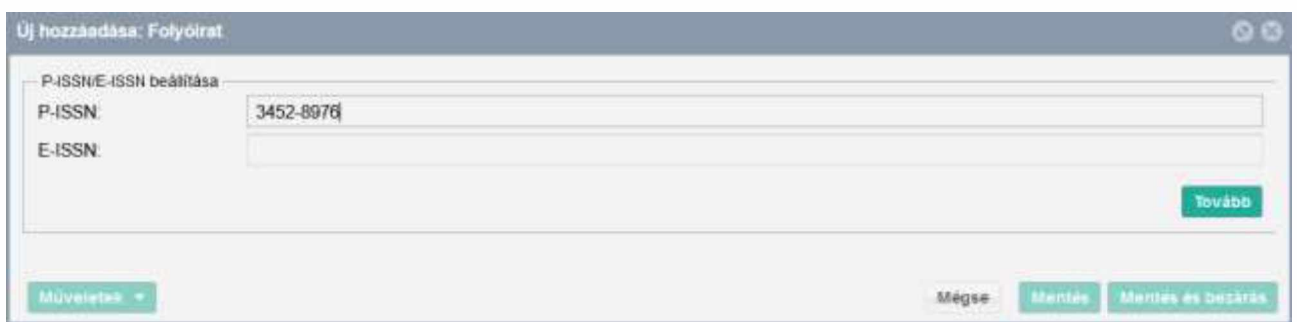 Új hozzáadása: Folyóirat
P-ISSN/E-ISSN beállítása
P-ISSN: 3452-8976
E-ISSN:
Tovább
Műveletek Mégse Mentés Mentés és bezárás